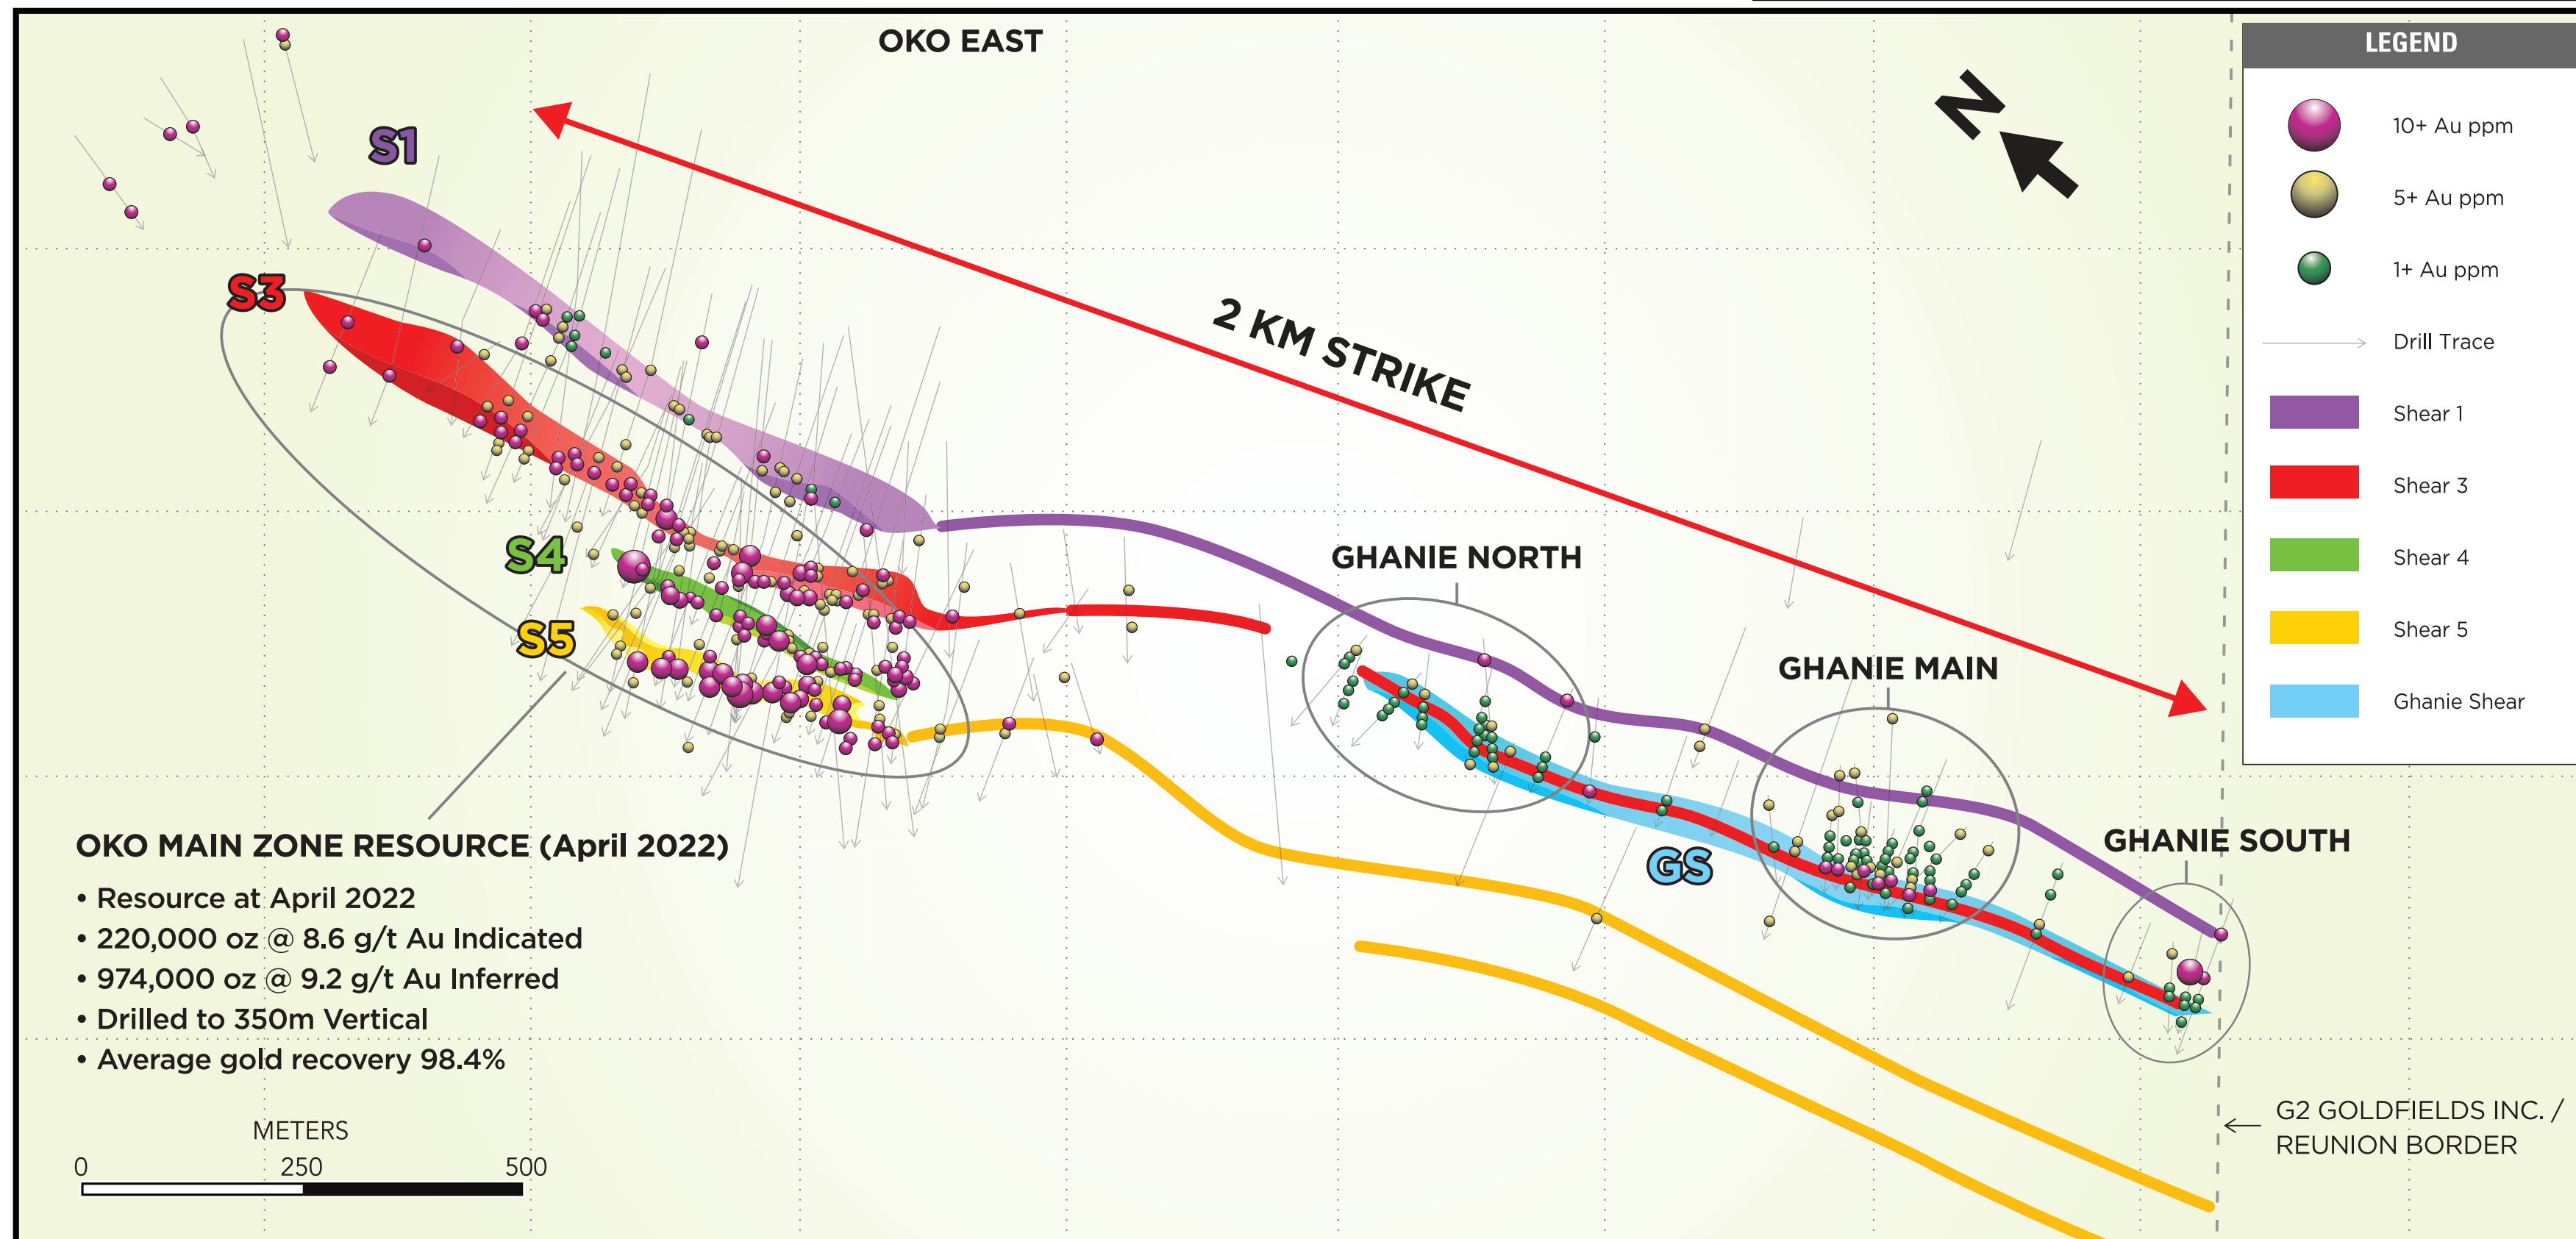 OKO EAST
N
S1
S3
S4
S5
2 KM STRIKE
GHANIE NORTH
GHANIE MAIN
GHANIE SOUTH
GS
OKO MAIN ZONE RESOURCE (April 2022)
• Resource at April 2022
• 220,000 oz @ 8.6 g/t Au Indicated
• 974,000 oz @ 9.2 g/t Au Inferred
• Drilled to 350m Vertical
• Average gold recovery 98.4%
METERS
0 250 500
G2 GOLDFIELDS INC. /
REUNION BORDER
LEGEND
10+ Au ppm
5+ Au ppm
1+ Au ppm
Drill Trace
Shear 1
Shear 3
Shear 4
Shear 5
Ghanie Shear